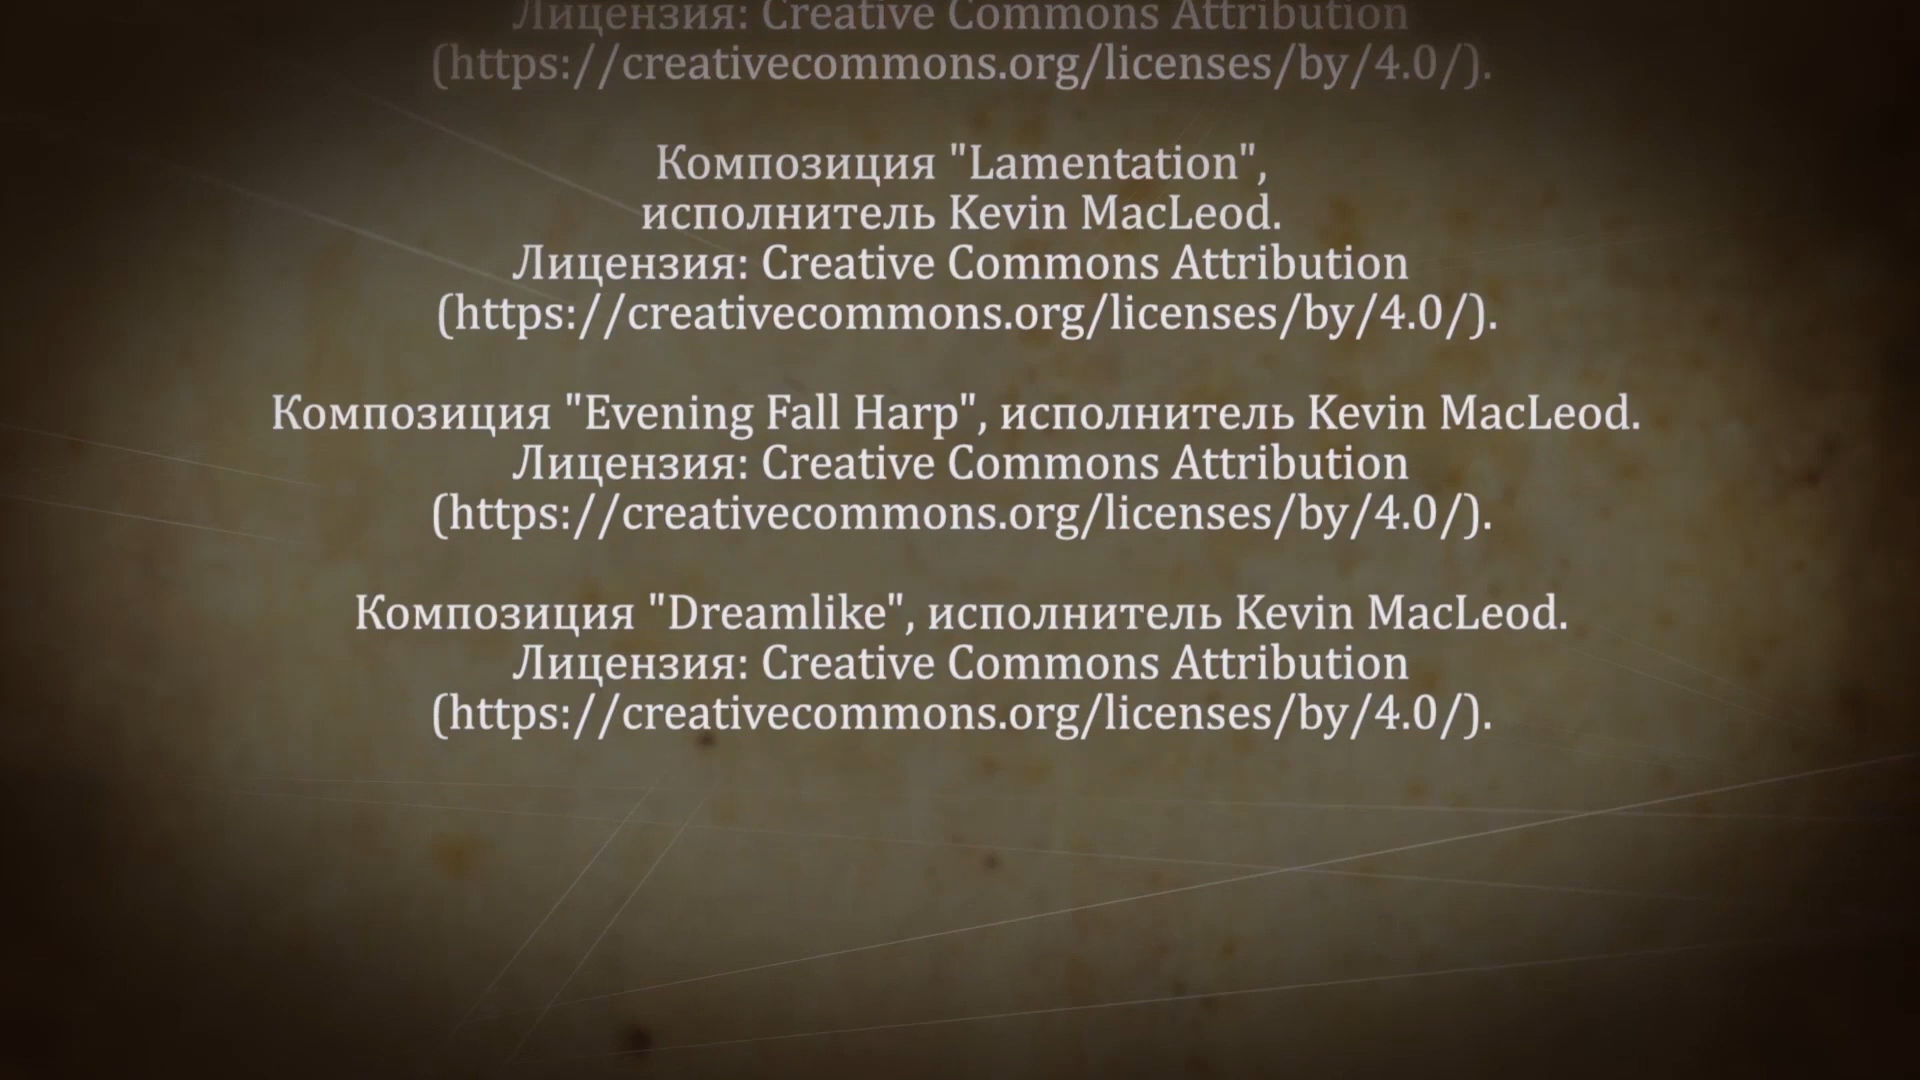 Лицензия: Creative Commons Attribution
(https://creativecommons.org/licenses/by/4.0/).
Композиция "Lamentation",
исполнитель Kevin MacLeod.
Лицензия: Creative Commons Attribution
(https://creativecommons.org/licenses/by/4.0/).
Композиция "Evening Fall Harp", исполнитель Kevin MacLeod.
Лицензия: Creative Commons Attribution
(https://creativecommons.org/licenses/by/4.0/).
Композиция "Dreamlike", исполнитель Kevin MacLeod.
Лицензия: Creative Commons Attribution
(https://creativecommons.org/licenses/by/4.0/).